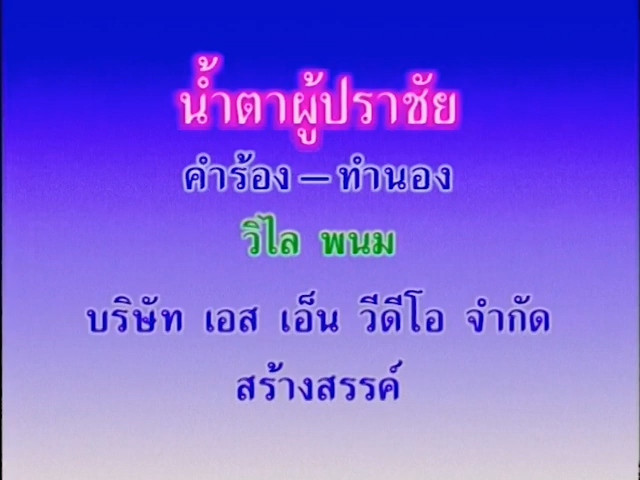 น้ำตาผู้ปราชัย
คำร้อง – ทำนอง
วิไล พนม
บริษัท เอส เอ็น วีดีโอ จำกัด
สร้างสรรค์